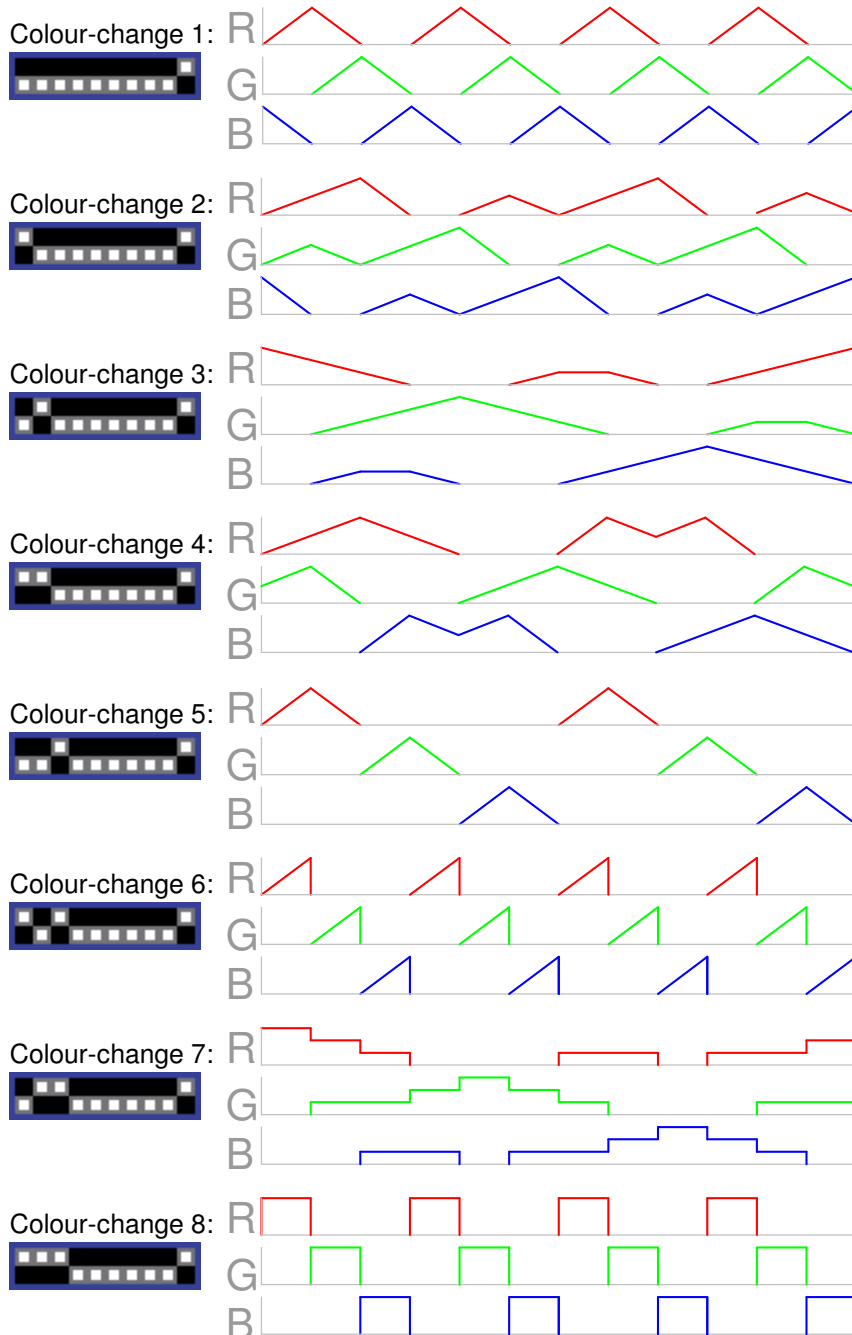 Colour-change 1: R
G
B
Colour-change 2: R
G
B
Colour-change 3: R
G
B
Colour-change 4: R
G
B
Colour-change 5: R
G
B
Colour-change 6: R
G
B
Colour-change 7: R
G
B
Colour-change 8: R
G
B